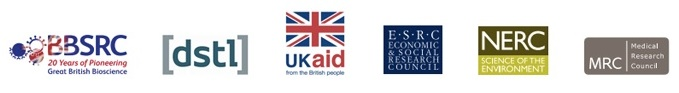 BBSRC
20 Years of Pioneering
Great British Bioscience
[dstl]
UKaid
from the British people
E·S·R·C
ECONOMIC
& SOCIAL
RESEARCH
COUNCIL
NERC
SCIENCE OF THE
ENVIRONMENT
MRC
Medical
Research
Council